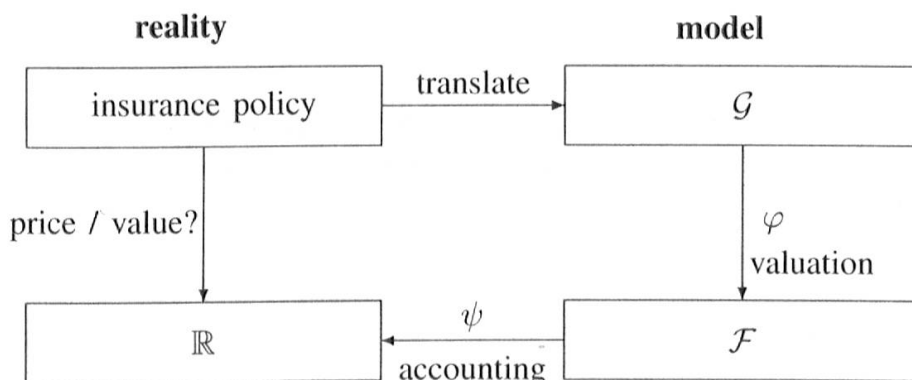 reality model
insurance policy translate 𝒢
price / value? φ
valuation
ℝ ψ ℱ
accounting